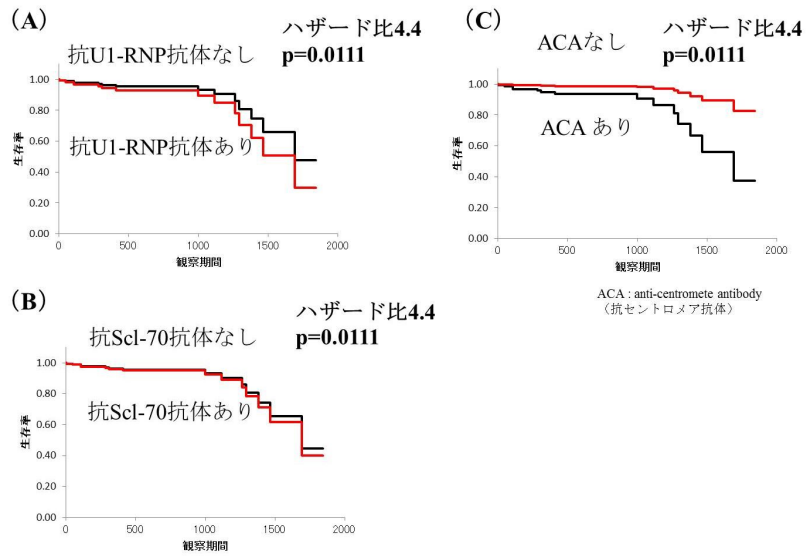 (A)
ハザード比4.4
p=0.0111
抗U1-RNP抗体なし
1.00
0.80
0.60
0.40
0.20
0.00
生存率
抗U1-RNP抗体あり
0 500 1000 1500 2000
観察期間
(B)
ハザード比4.4
p=0.0111
抗Scl-70抗体なし
1.00
0.80
0.60
0.40
0.20
0.00
生存率
抗Scl-70抗体あり
0 500 1000 1500 2000
観察期間
(C)
ハザード比4.4
p=0.0111
ACAなし
1.00
0.80
0.60
0.40
0.20
0.00
生存率
ACA あり
0 500 1000 1500 2000
観察期間
ACA : anti-centromete antibody
（抗セントロメア抗体）